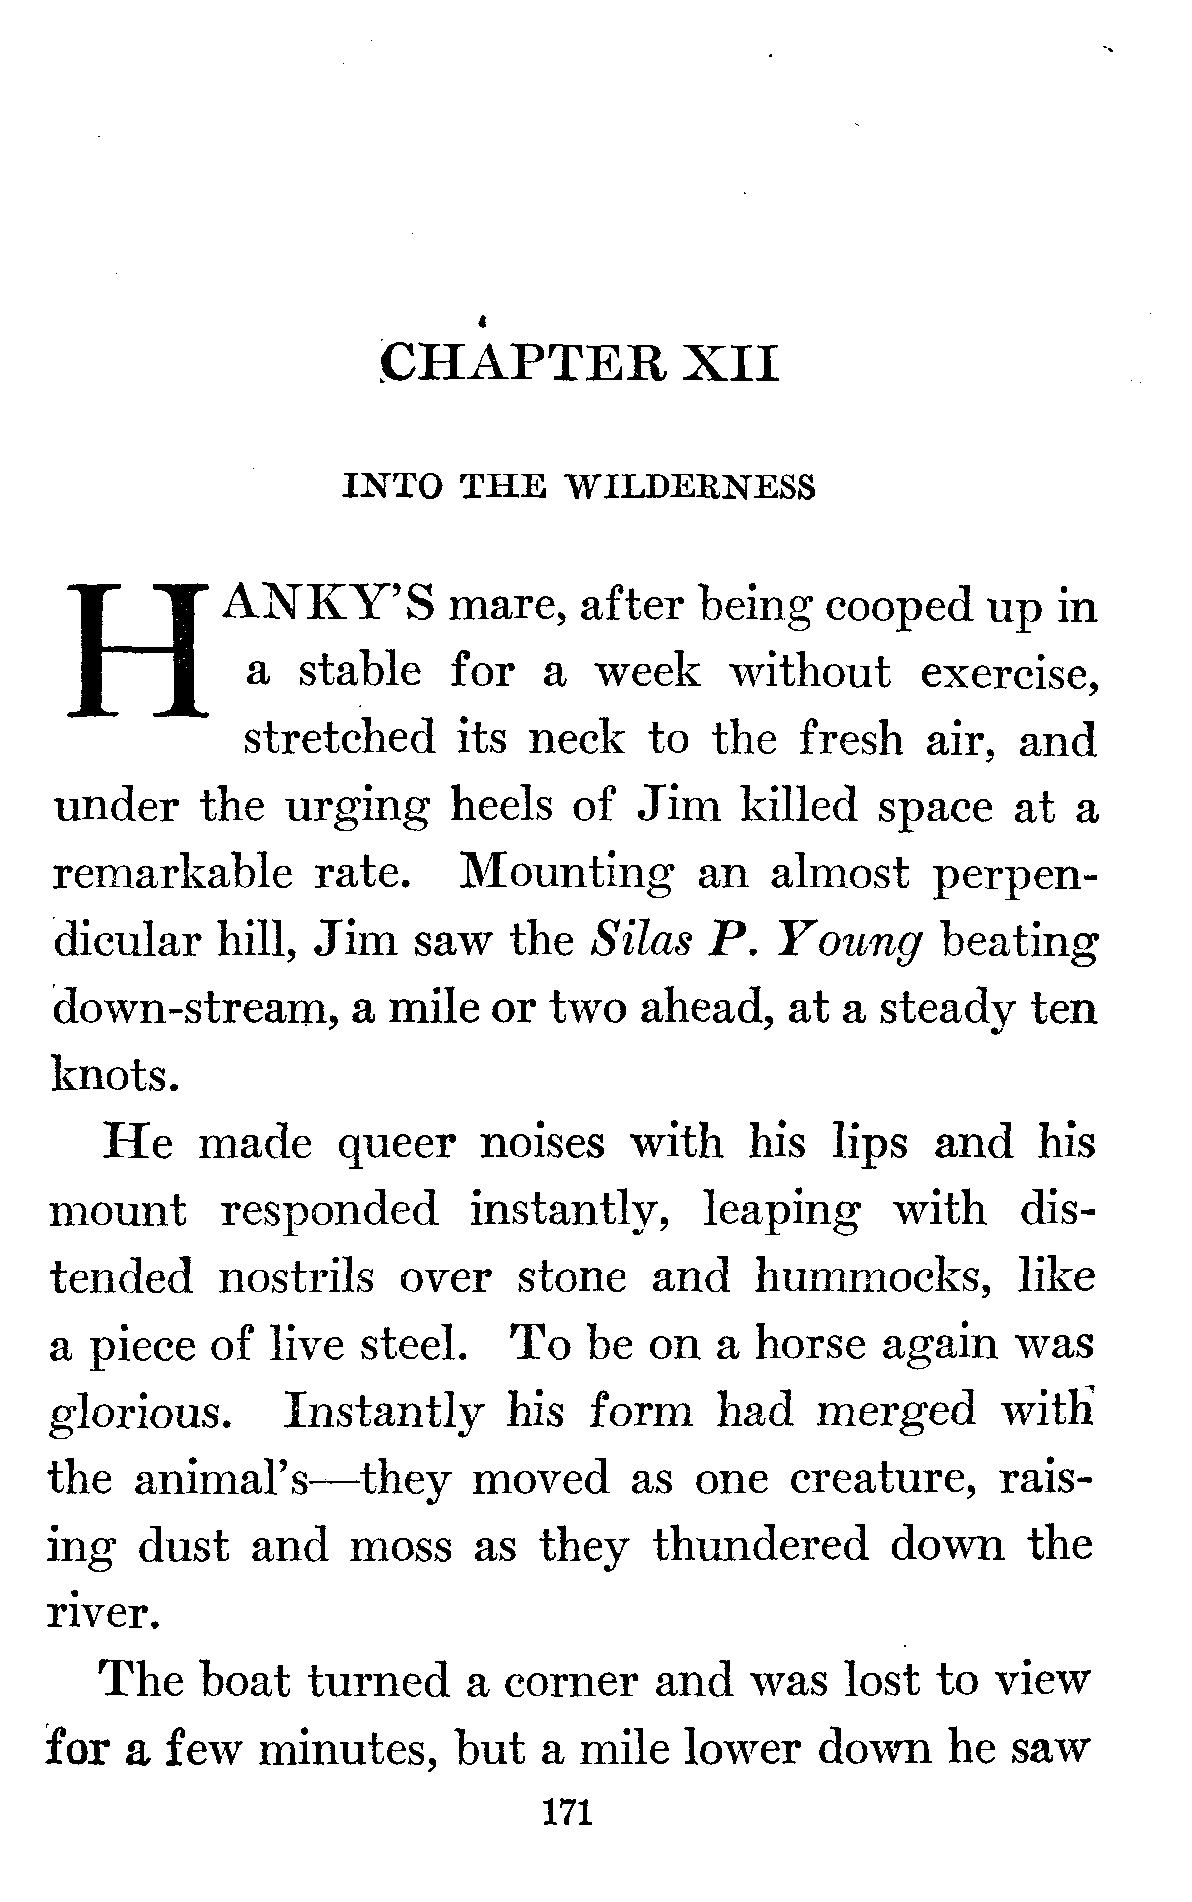 CHAPTER XII
INTO THE WILDERNESS
HANKY'S mare, after being cooped up in
a stable for a week without exercise,
stretched its neck to the fresh air, and
under the urging heels of Jim killed space at a
remarkable rate. Mounting an almost perpen-
dicular hill, Jim saw the Silas P. Young beating
down-stream, a mile or two ahead, at a steady ten
knots.
He made queer noises with his lips and his
mount responded instantly, leaping with dis-
tended nostrils over stone and hummocks, like
a piece of live steel. To be on a horse again was
glorious. Instantly his form had merged with
the animal's—they moved as one creature, rais-
ing dust and moss as they thundered down the
river.
The boat turned a corner and was lost to view
for a few minutes, but a mile lower down he saw
171